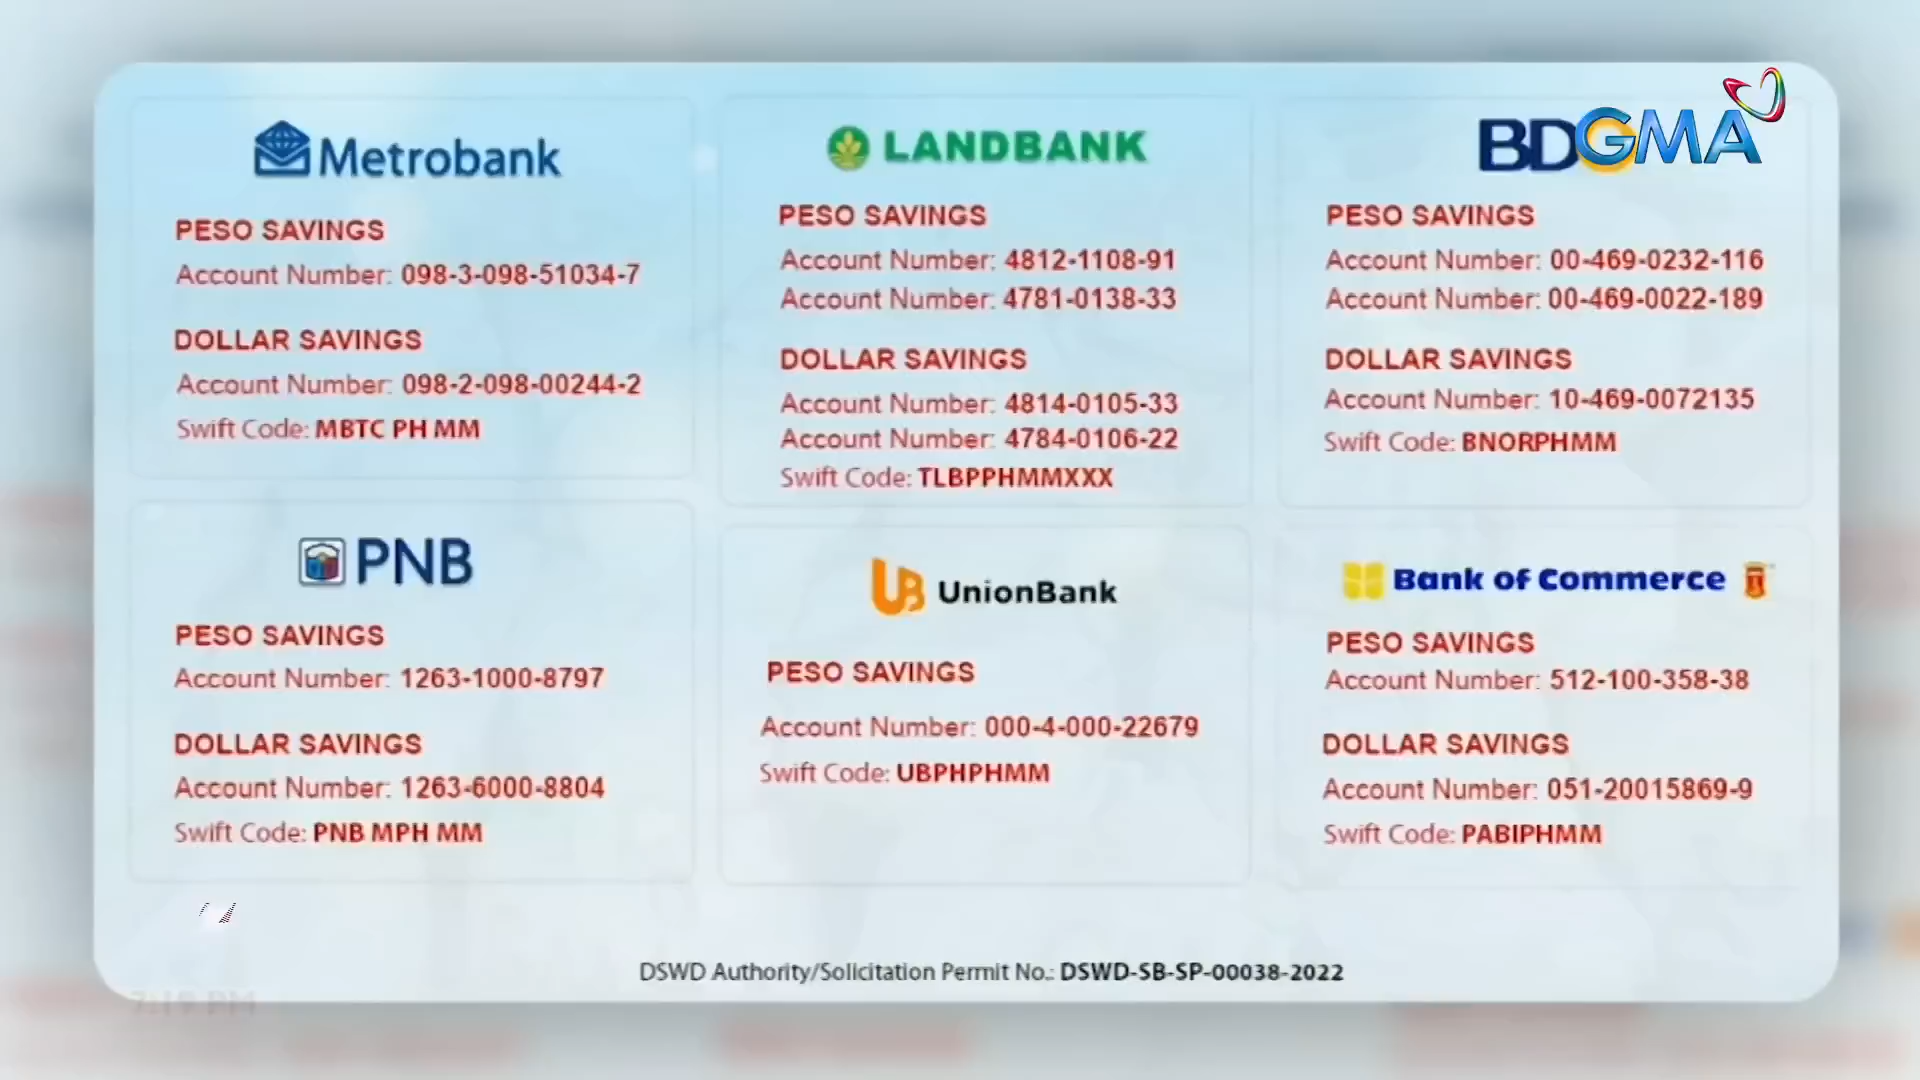 Metrobank
PESO SAVINGS
Account Number: 098-3-098-51034-7
DOLLAR SAVINGS
Account Number: 098-2-098-00244-2
Swift Code: MBTC PH MM
LANDBANK
PESO SAVINGS
Account Number: 4812-1108-91
Account Number: 4781-0138-33
DOLLAR SAVINGS
Account Number: 4814-0105-33
Account Number: 4784-0106-22
Swift Code: TLBPPHMMXXX
BD
GMA
PESO SAVINGS
Account Number: 00-469-0232-116
Account Number: 00-469-0022-189
DOLLAR SAVINGS
Account Number: 10-469-0072135
Swift Code: BNORPHMM
PNB
PESO SAVINGS
Account Number: 1263-1000-8797
DOLLAR SAVINGS
Account Number: 1263-6000-8804
Swift Code: PNB MPH MM
UB UnionBank
PESO SAVINGS
Account Number: 000-4-000-22679
Swift Code: UBPHPHMM
Bank of Commerce
PESO SAVINGS
Account Number: 512-100-358-38
DOLLAR SAVINGS
Account Number: 051-20015869-9
Swift Code: PABIPHMM
DSWD Authority/Solicitation Permit No.: DSWD-SB-SP-00038-2022
7:19 PM